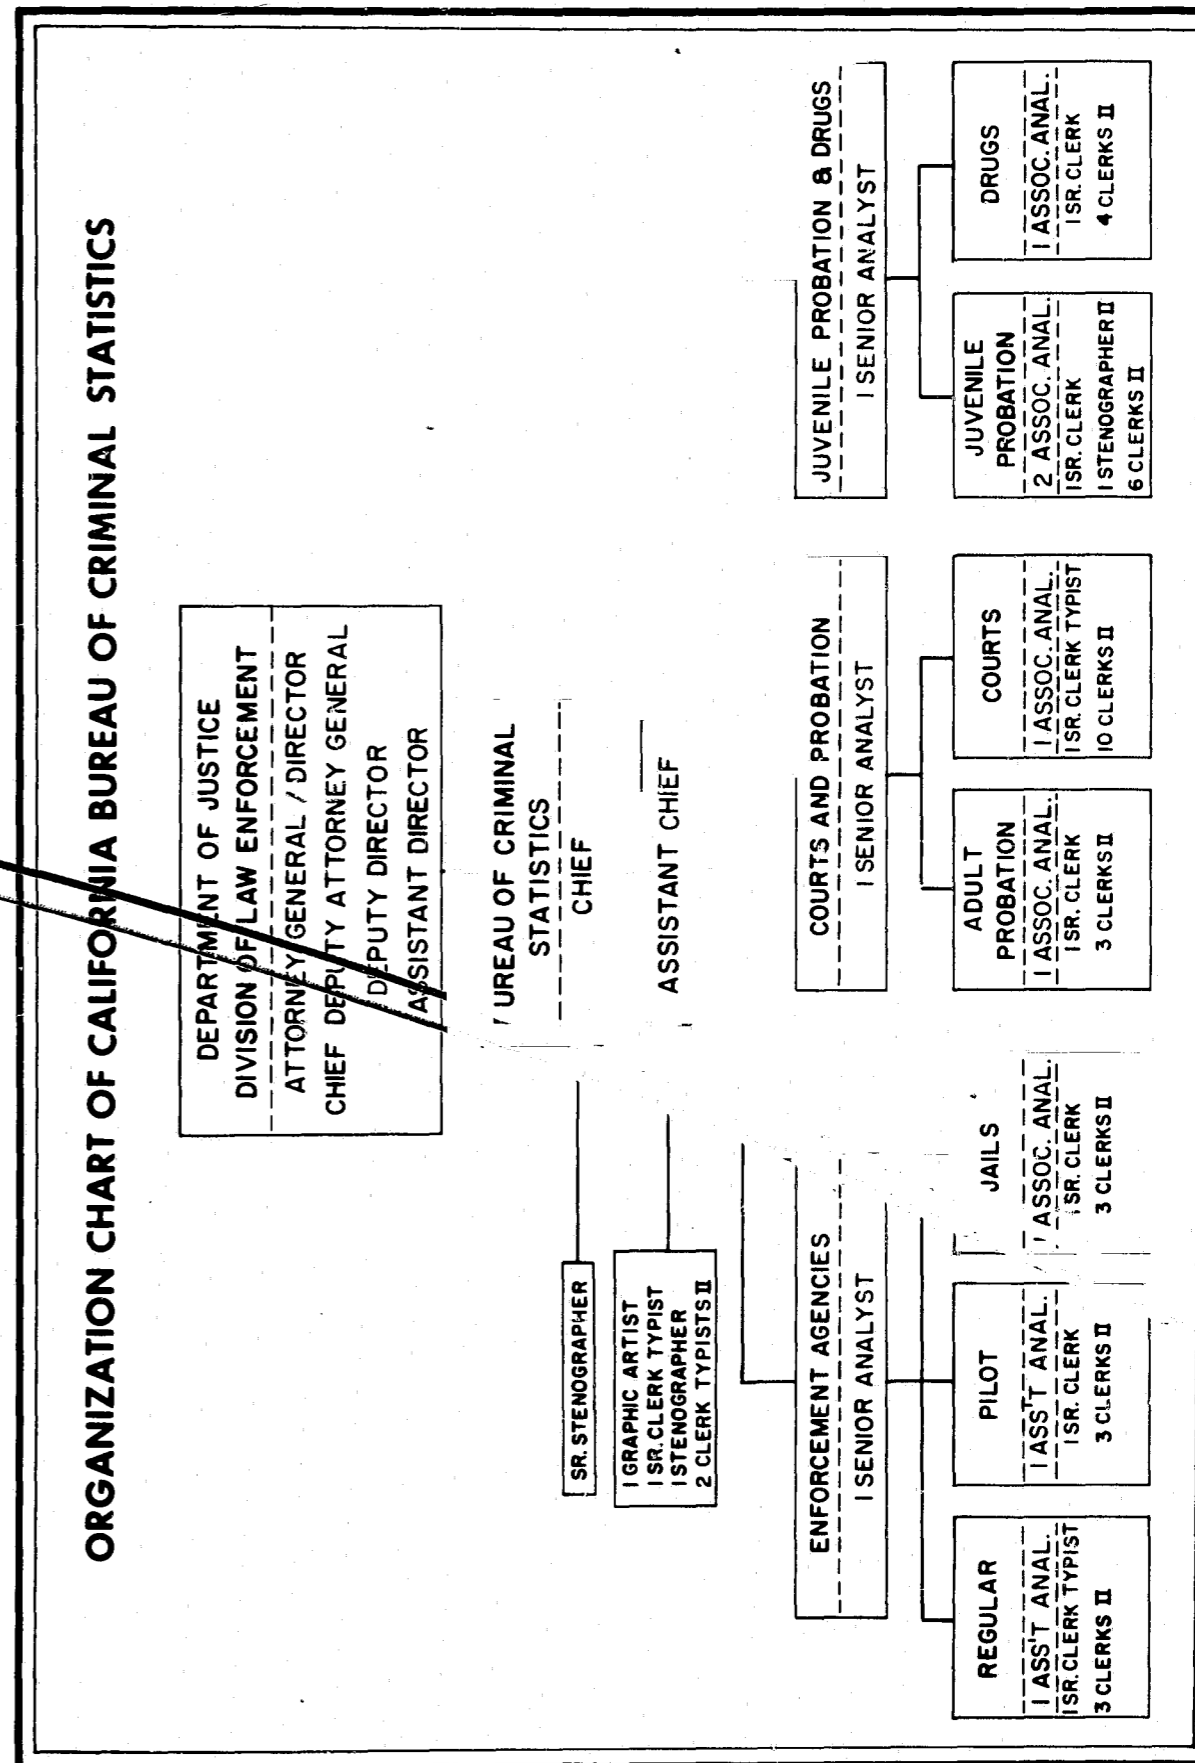 ORGANIZATION CHART OF CALIFORNIA BUREAU OF CRIMINAL STATISTICS
DEPARTMENT OF JUSTICE
DIVISION OF LAW ENFORCEMENT
ATTORNEY GENERAL / DIRECTOR
CHIEF DEPUTY ATTORNEY GENERAL
DEPUTY DIRECTOR
ASSISTANT DIRECTOR
UREAU OF CRIMINAL
STATISTICS
CHIEF
SR. STENOGRAPHER
ASSISTANT CHIEF
1 GRAPHIC ARTIST
1 SR. CLERK TYPIST
1 STENOGRAPHER
2 CLERK TYPISTS II
ENFORCEMENT AGENCIES
1 SENIOR ANALYST
REGULAR
1 ASS'T ANAL.
1 SR. CLERK TYPIST
3 CLERKS II
PILOT
1 ASS'T ANAL.
1 SR. CLERK
3 CLERKS II
JAILS
1 ASSOC. ANAL.
1 SR. CLERK
3 CLERKS II
COURTS AND PROBATION
1 SENIOR ANALYST
ADULT
PROBATION
1 ASSOC. ANAL.
1 SR. CLERK
3 CLERKS II
COURTS
1 ASSOC. ANAL.
1 SR. CLERK TYPIST
10 CLERKS II
JUVENILE PROBATION & DRUGS
1 SENIOR ANALYST
JUVENILE
PROBATION
2 ASSOC. ANAL.
1 SR. CLERK
1 STENOGRAPHER II
6 CLERKS II
DRUGS
1 ASSOC. ANAL.
1 SR. CLERK
4 CLERKS II